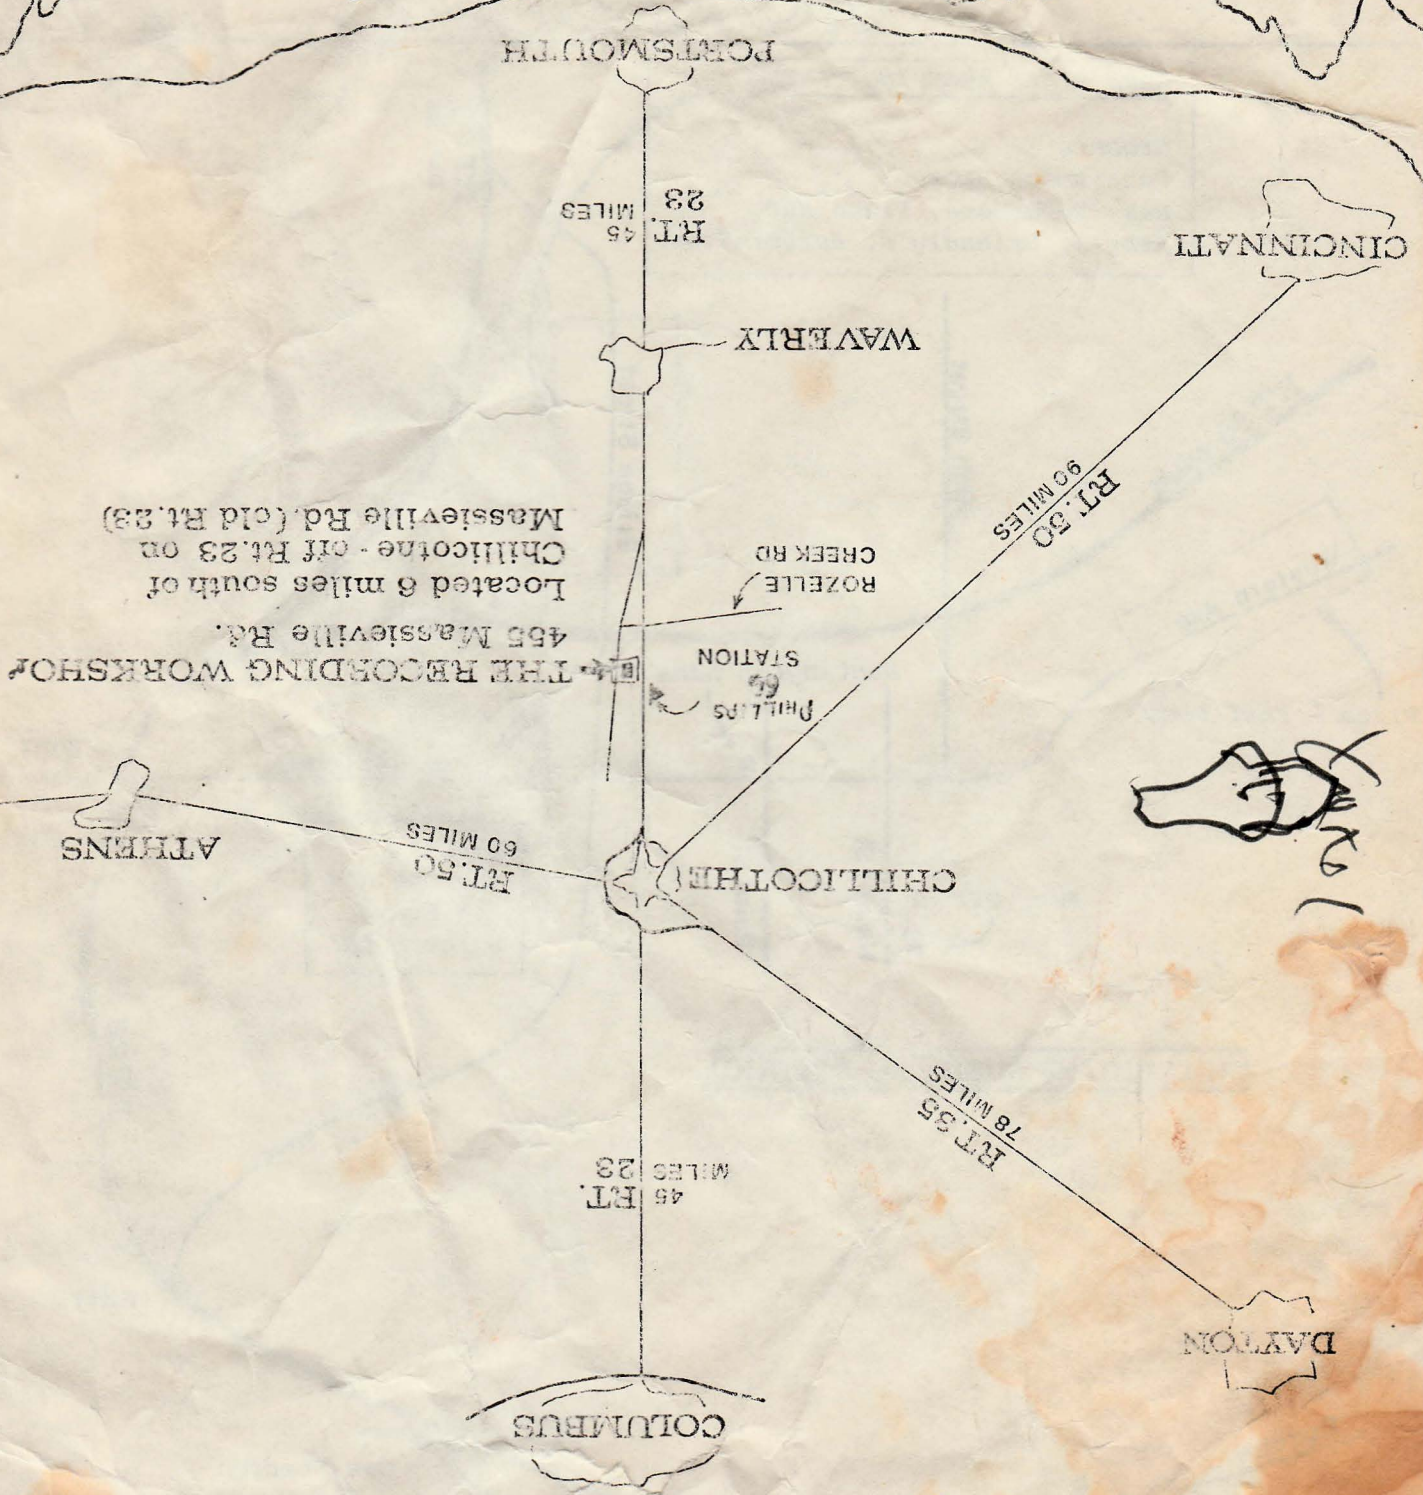 COLUMBUS
DAYTON
45 RT.
MILES 23
RT. 35
78 MILES
CHILLICOTHE
RT. 50
60 MILES
ATHENS
PHILLIPS
66
STATION
THE RECORDING WORKSHOP
455 Massieville Rd.
Located 6 miles south of
Chillicothe - off Rt. 23 on
Massieville Rd. (old Rt. 23)
ROZELLE
CREEK RD
RT. 50
90 MILES
WAVERLY
CINCINNATI
RT. 45
23 MILES
PORTSMOUTH